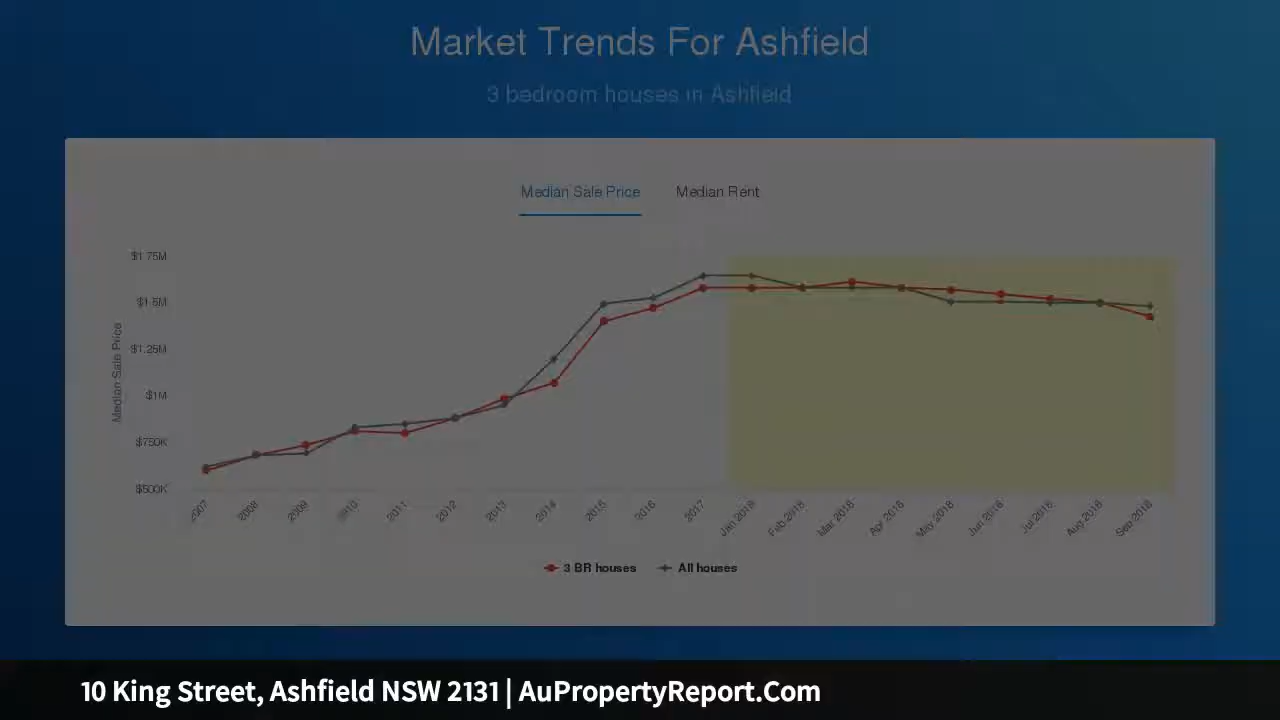 Market Trends For Ashfield
3 bedroom houses in Ashfield
Median Sale Price Median Rent
$1.75M
$1.5M
$1.25M
$1M
$750K
$500K
Median Sale Price
2007 2008 2009 2010 2011 2012 2013 2014 2015 2016 2017 Jan 2018 Feb 2018 Mar 2018 Apr 2018 May 2018 Jun 2018 Jul 2018 Aug 2018 Sep 2018
3 BR houses All houses
10 King Street, Ashfield NSW 2131 | AuPropertyReport.Com